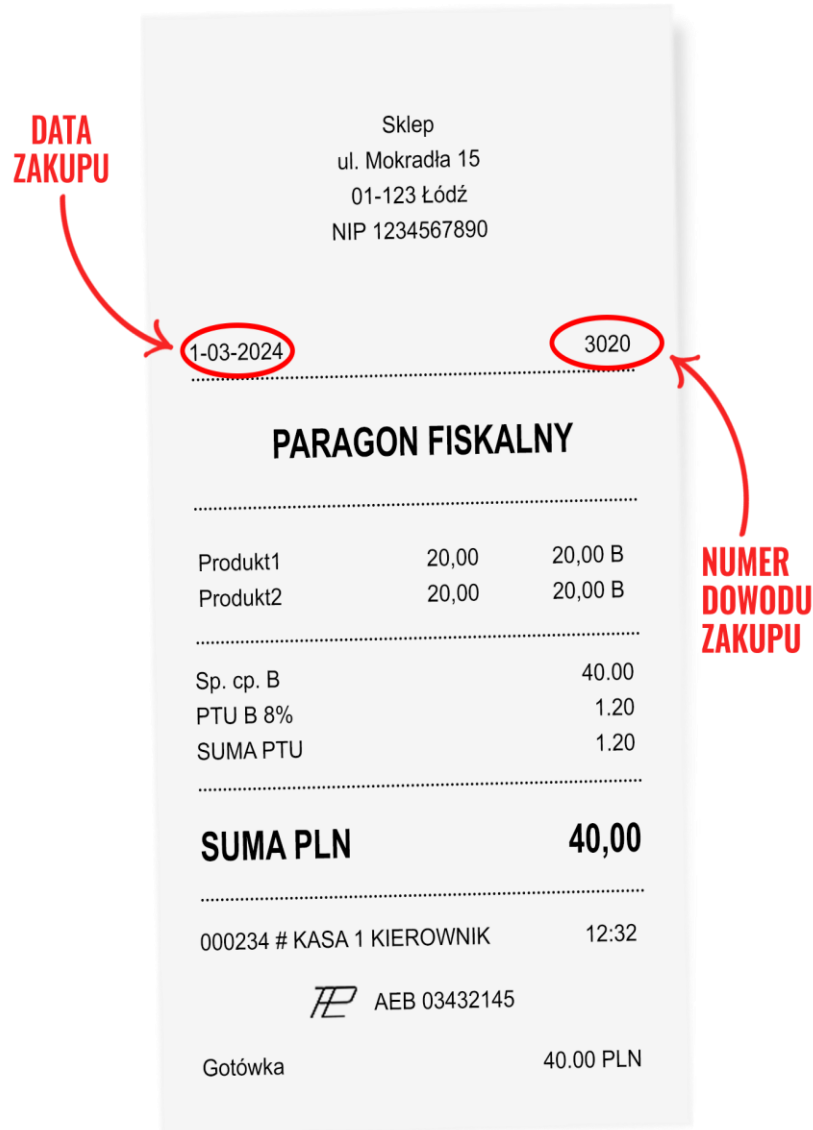 DATA
ZAKUPU
Sklep
ul. Mokradła 15
01-123 Łódź
NIP 1234567890
1-03-2024 3020
PARAGON FISKALNY
Produkt1 20,00 20,00 B
Produkt2 20,00 20,00 B
NUMER
DOWODU
ZAKUPU
Sp. cp. B 40.00
PTU B 8% 1.20
SUMA PTU 1.20
SUMA PLN 40,00
000234 # KASA 1 KIEROWNIK 12:32
AEB 03432145
Gotówka 40.00 PLN